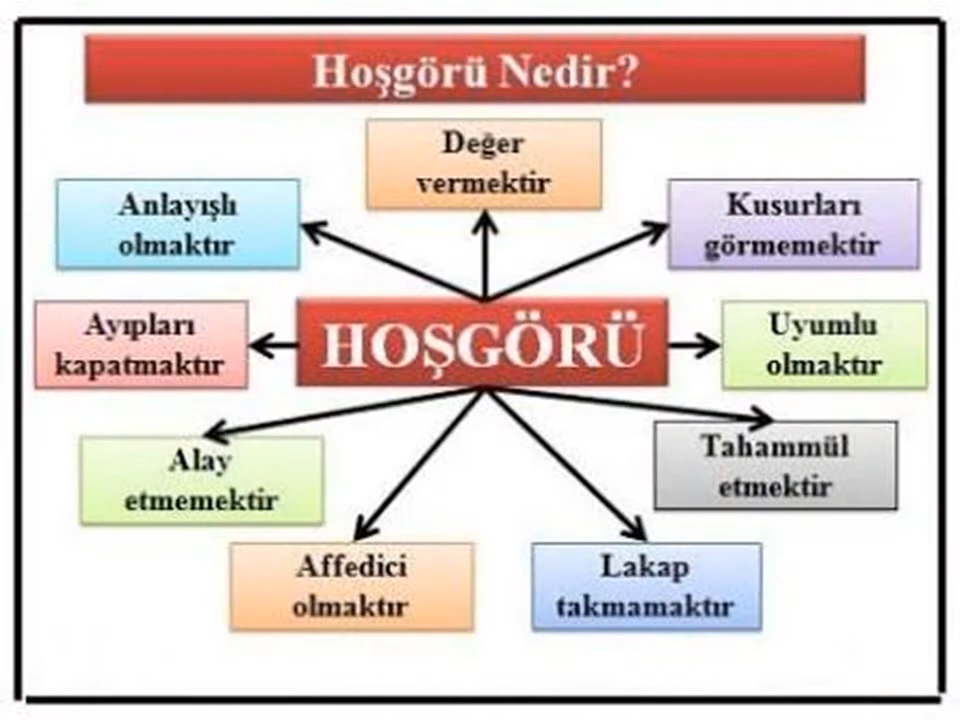 Hoşgörü Nedir?
Değer
vermektir
Anlayışlı
olmaktır
Kusurları
görmemektir
Ayıpları
kapatmaktır
HOŞGÖRÜ
Uyumlu
olmaktır
Alay
etmemektir
Tahammül
etmektir
Affedici
olmaktır
Lakap
takmamaktır